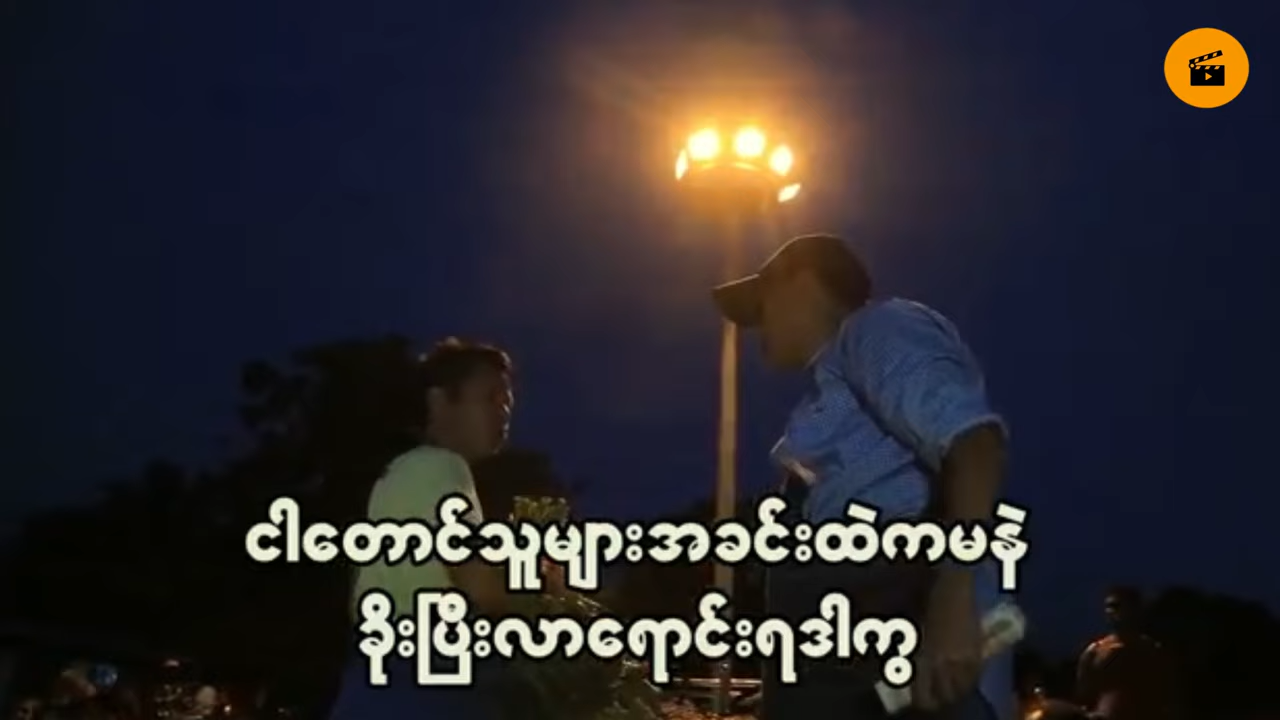 ငါတောင်သူများအခင်းထဲကမနဲ
ခိုးပြီးလာရောင်းရဒါကွ